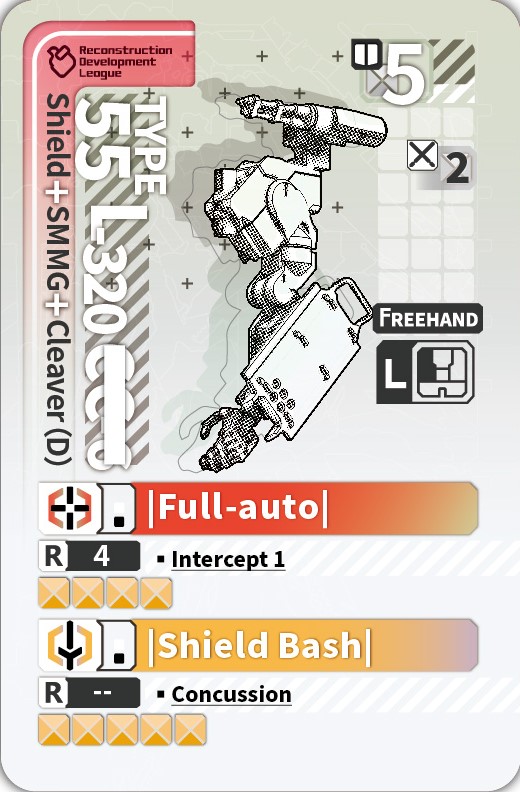 Reconstruction
Development
League
TYPE
55 L-320
Shield+SMMG+Cleaver (D)
5
2
FREEHAND
L
|Full-auto|
R 4 ▪ Intercept 1
|Shield Bash|
R -- ▪ Concussion